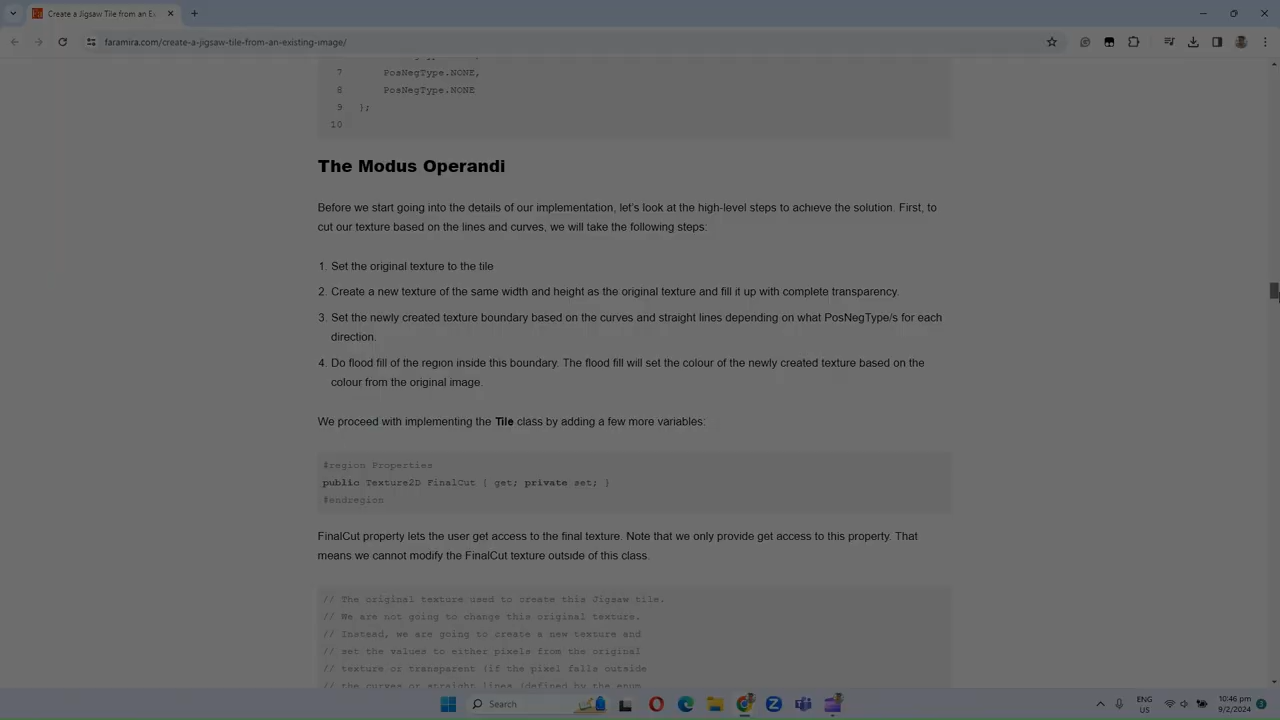 Create a Jigsaw Tile from an Ex
faramira.com/create-a-jigsaw-tile-from-an-existing-image/
7 PosNegType.NONE,
8 PosNegType.NONE
9 };
10
The Modus Operandi
Before we start going into the details of our implementation, let's look at the high-level steps to achieve the solution. First, to
cut our texture based on the lines and curves, we will take the following steps:
1. Set the original texture to the tile
2. Create a new texture of the same width and height as the original texture and fill it up with complete transparency.
3. Set the newly created texture boundary based on the curves and straight lines depending on what PosNegType/s for each
direction.
4. Do flood fill of the region inside this boundary. The flood fill will set the colour of the newly created texture based on the
colour from the original image.
We proceed with implementing the Tile class by adding a few more variables:
#region Properties
public Texture2D FinalCut { get; private set; }
#endregion
FinalCut property lets the user get access to the final texture. Note that we only provide get access to this property. That
means we cannot modify the FinalCut texture outside of this class.
// The original texture used to create this Jigsaw tile.
// We are not going to change this original texture.
// Instead, we are going to create a new texture and
// set the values to either pixels from the original
// texture or transparent (if the pixel falls outside
// the curves or straight lines (defined by the enum
Search
ENG
US
10:46 pm
9/2/2024
3